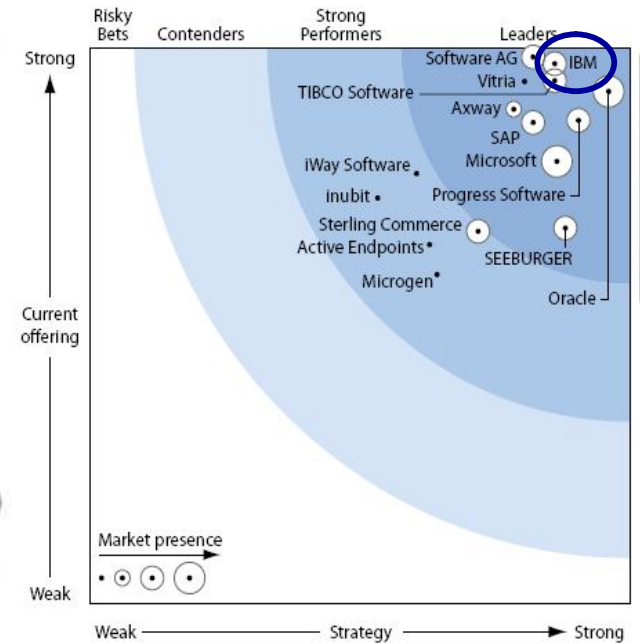 Risky
Bets
Contenders
Strong
Performers
Leaders
Strong
Software AG
IBM
Vitria
TIBCO Software
Axway
SAP
iWay Software
Microsoft
inubit
Progress Software
Sterling Commerce
Active Endpoints
SEEBURGER
Microgen
Oracle
Current
offering
Market presence
Weak
Weak
Strategy
Strong